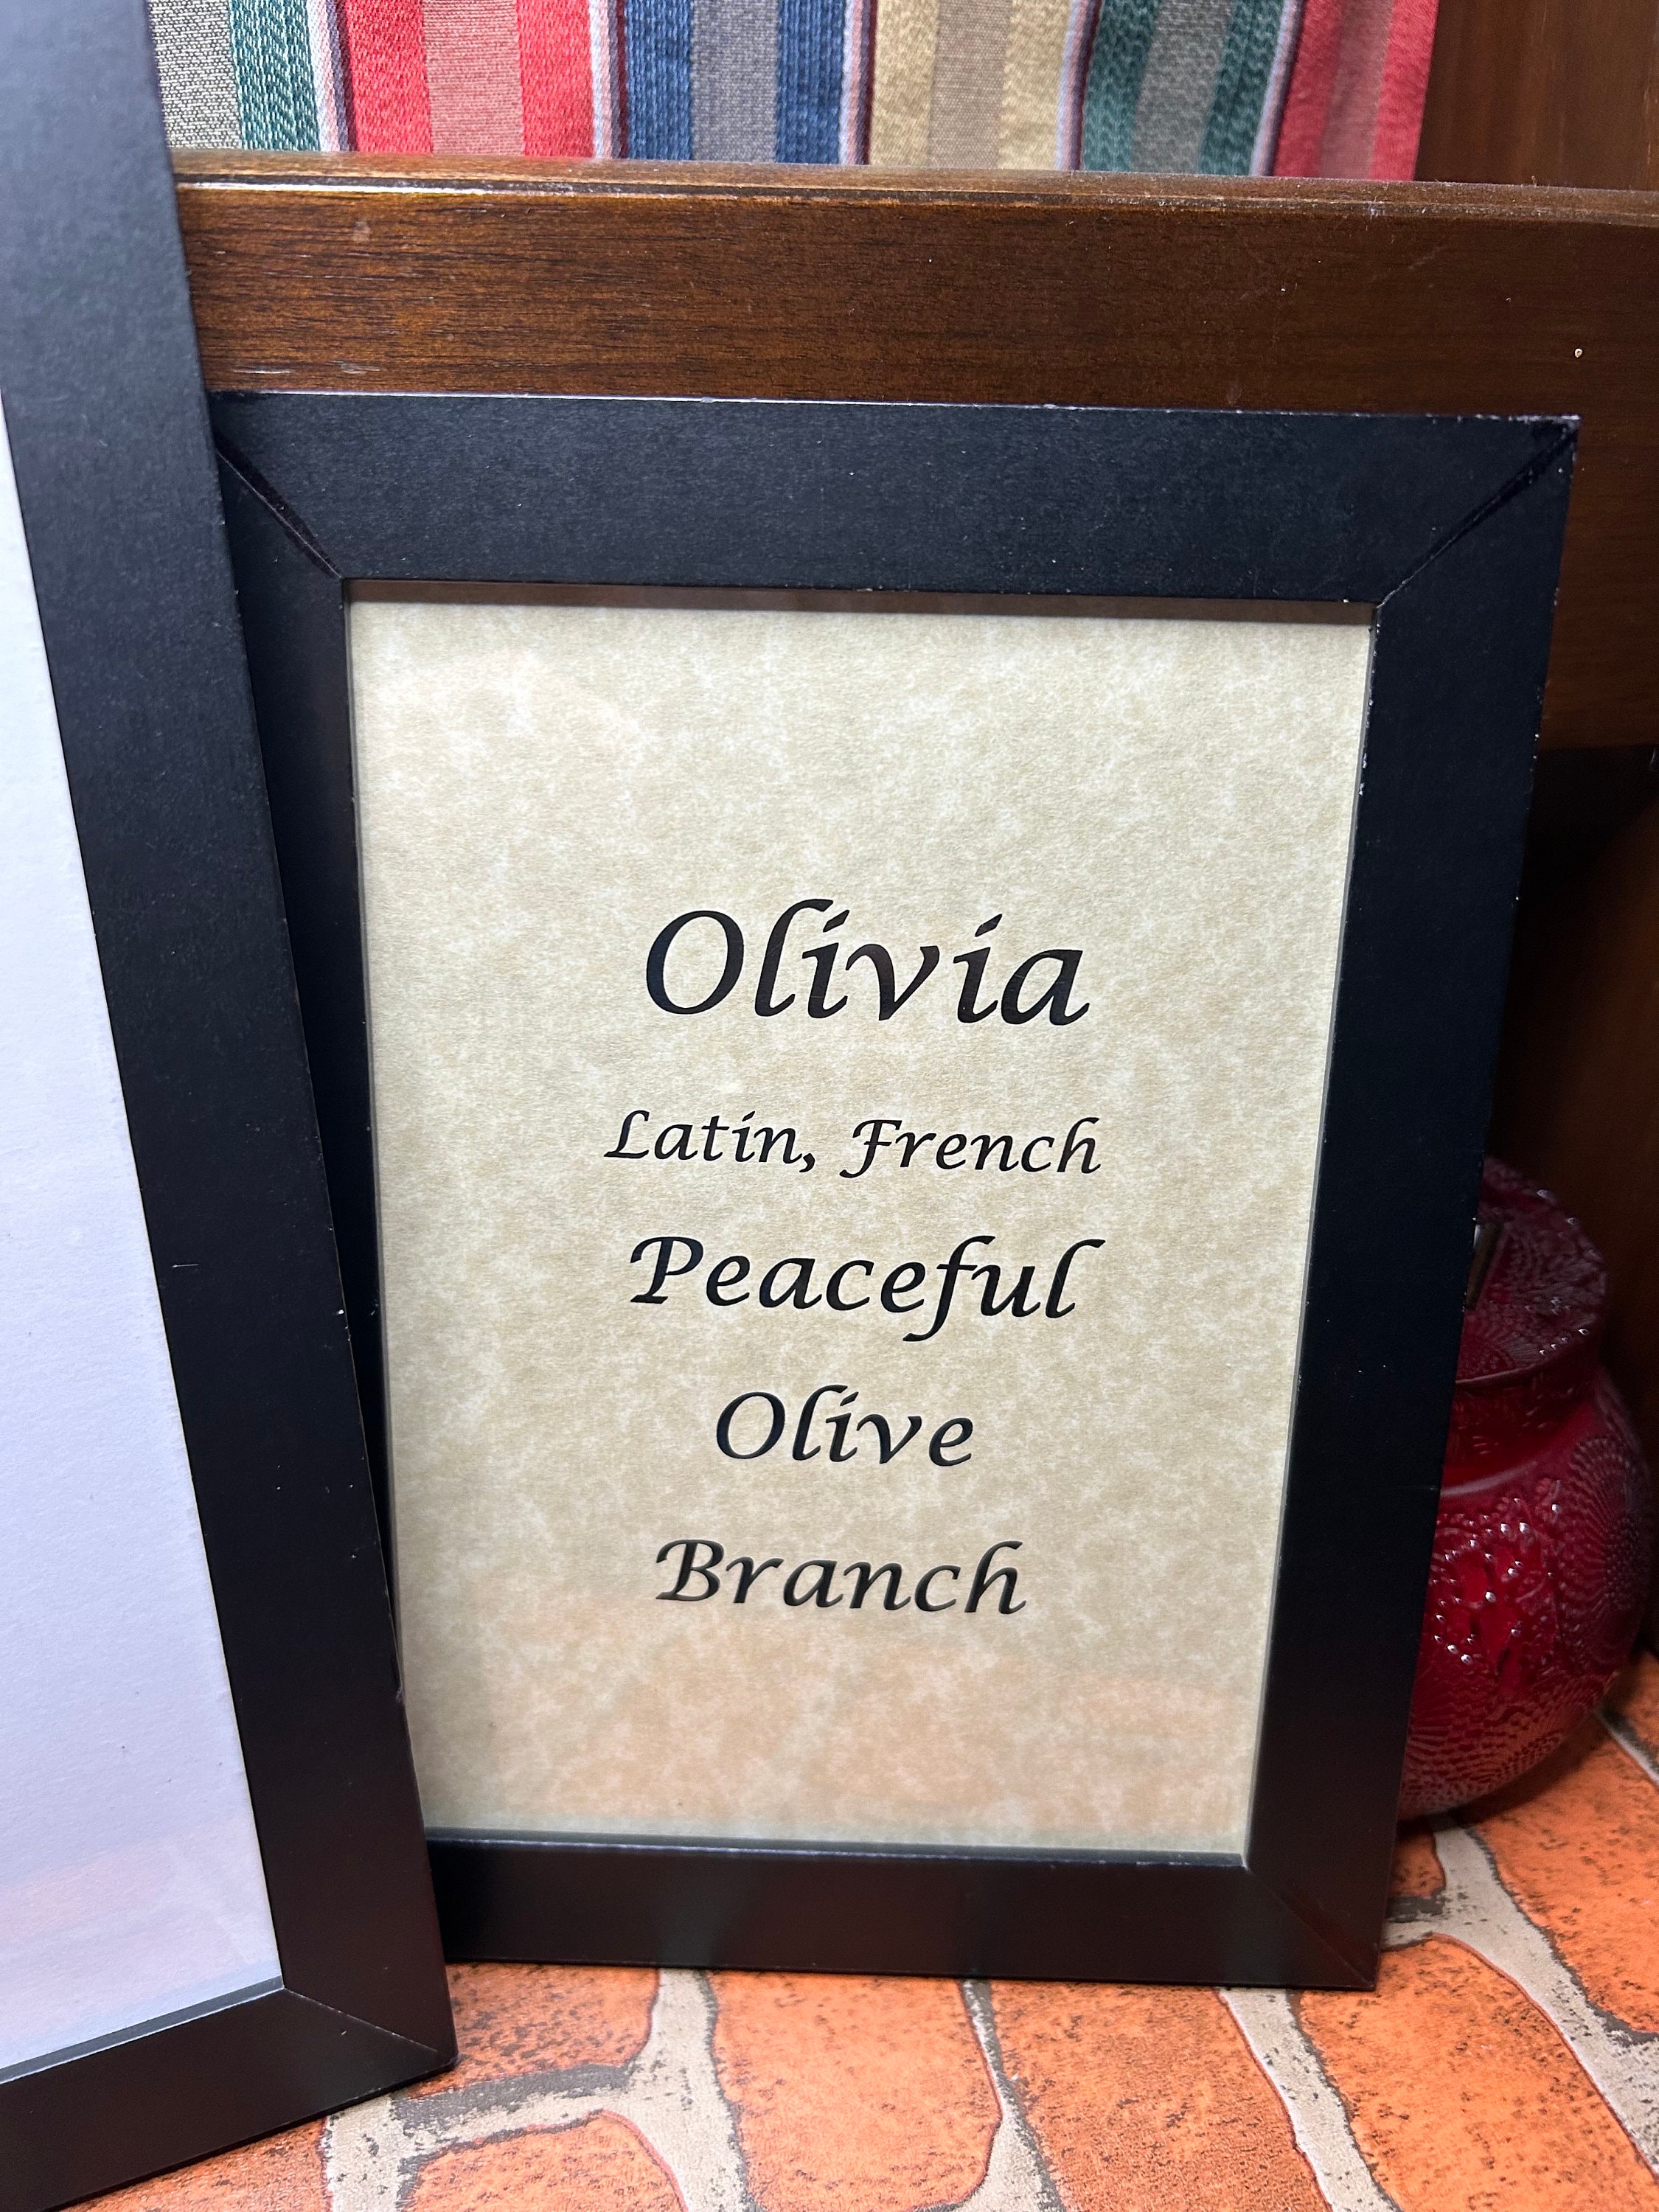 Olivia
Latin, French
Peaceful
Olive
Branch